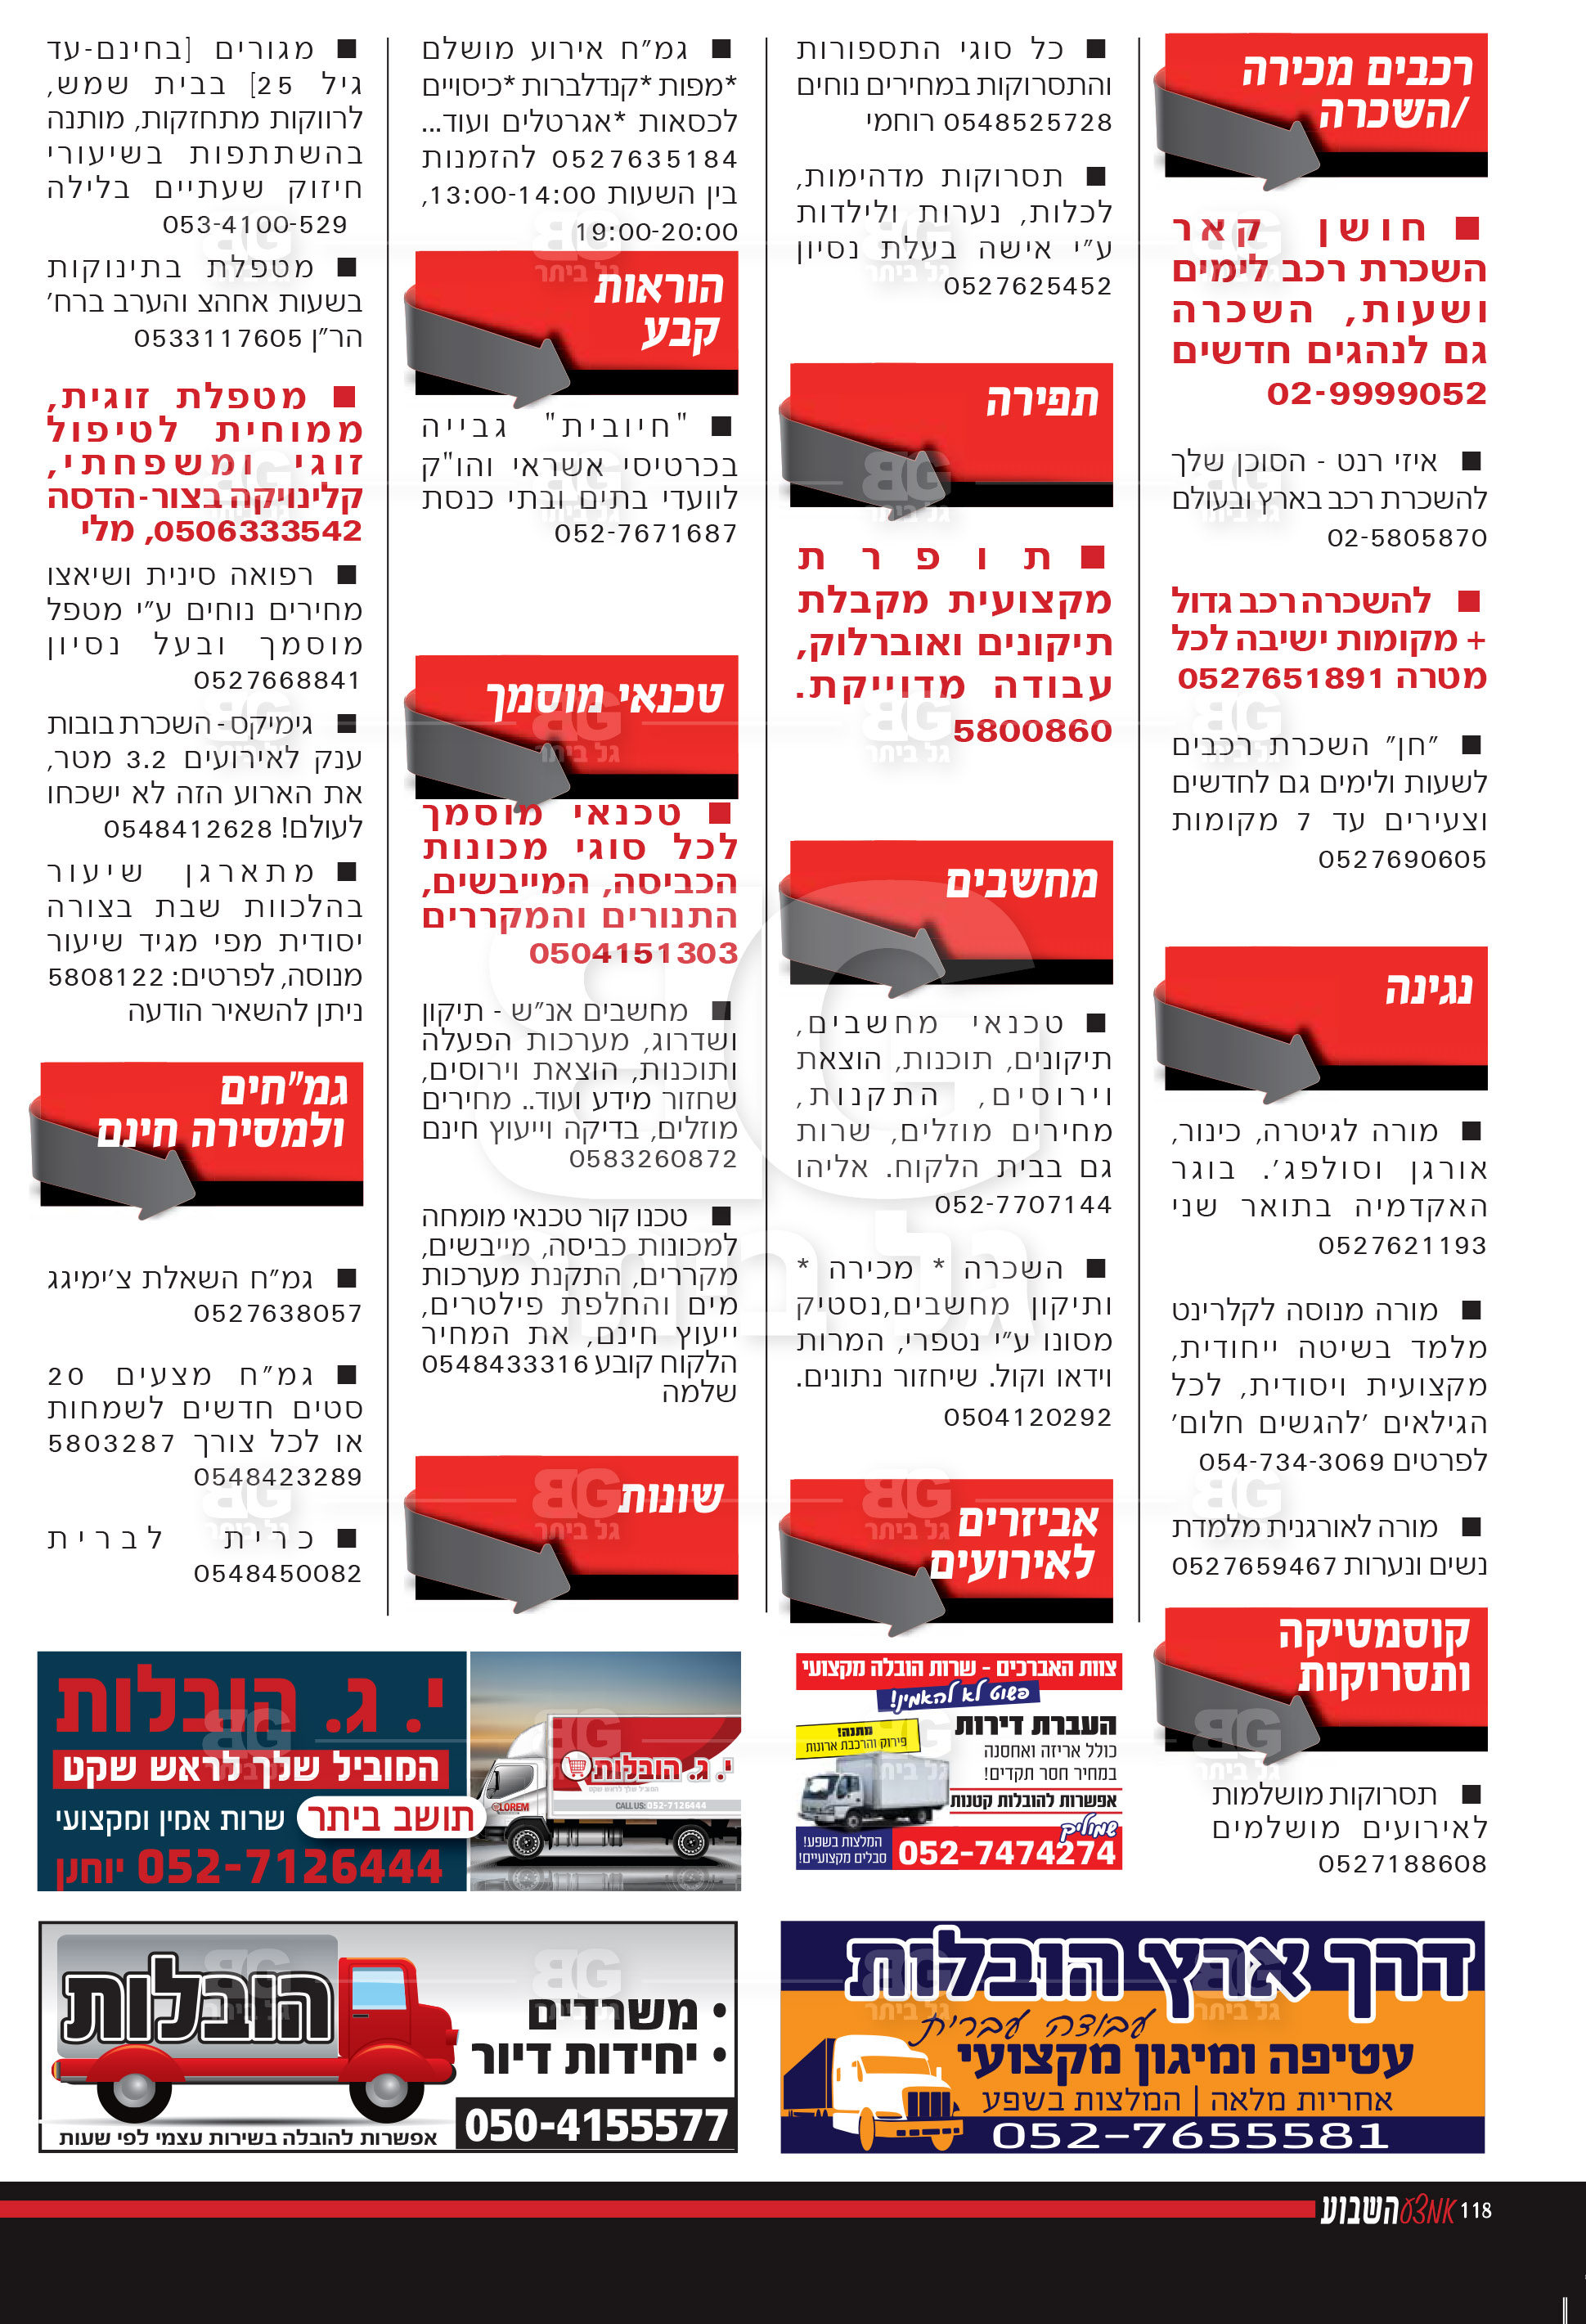 רכבים מכירה
/השכרה
■ חושן קאר
השכרת רכב לימים
ושעות, השכרה
גם לנהגים חדשים
02-9999052
■ איזי רנט - הסוכן שלך
להשכרת רכב בארץ ובעולם
02-5805870
■ להשכרה רכב גדול
+ מקומות ישיבה לכל
מטרה 0527651891
■ "חן" השכרת רכבים
לשעות ולימים גם לחדשים
וצעירים עד 7 מקומות
0527690605
נגינה
■ מורה לגיטרה, כינור,
אורגן וסולפג'. בוגר
האקדמיה בתואר שני
0527621193
■ מורה מנוסה לקלרינט
מלמד בשיטה ייחודית,
מקצועית ויסודית, לכל
הגילאים 'להגשים חלום'
לפרטים 054-734-3069
■ מורה לאורגנית מלמדת
נשים ונערות 0527659467
קוסמטיקה
ותסרוקות
■ תסרוקות מושלמות
לאירועים מושלמים
0527188608
■ כל סוגי התספורות
והתסרוקות במחירים נוחים
0548525728 רוחמי
■ תסרוקות מדהימות,
לכלות, נערות ולילדות
ע"י אישה בעלת נסיון
0527625452
תפירה
■ תופרת
מקצועית מקבלת
תיקונים ואוברלוק,
עבודה מדוייקת.
5800860
מחשבים
■ טכנאי מחשבים,
תיקונים, תוכנות, הוצאת
וירוסים, התקנות,
מחירים מוזלים, שרות
גם בבית הלקוח. אליהו
052-7707144
■ השכרה * מכירה *
ותיקון מחשבים,נסטיק
מסונו ע"י נטפרי, המרות
וידאו וקול. שיחזור נתונים.
0504120292
אביזרים
לאירועים
■ גמ"ח אירוע מושלם
*מפות *קנדלברות *כיסויים
לכסאות *אגרטלים ועוד...
0527635184 להזמנות
בין השעות 13:00-14:00,
19:00-20:00
הוראות
קבע
■ "חיובית" גבייה
בכרטיסי אשראי והו"ק
לוועדי בתים ובתי כנסת
052-7671687
טכנאי מוסמך
■ טכנאי מוסמך
לכל סוגי מכונות
הכביסה, המייבשים,
התנורים והמקררים
0504151303
■ מחשבים אנ"ש - תיקון
ושדרוג, מערכות הפעלה
ותוכנות, הוצאת וירוסים,
שחזור מידע ועוד.. מחירים
מוזלים, בדיקה וייעוץ חינם
0583260872
■ טכנו קור טכנאי מומחה
למכונות כביסה, מייבשים,
מקררים, התקנת מערכות
מים והחלפת פילטרים,
ייעוץ חינם, את המחיר
הלקוח קובע 0548433316
שלמה
שונות
■ מגורים [בחינם-עד
גיל 25] בבית שמש,
לרווקות מתחזקות, מותנה
בהשתתפות בשיעורי
חיזוק שעתיים בלילה
053-4100-529
■ מטפלת בתינוקות
בשעות אחהצ והערב ברח'
הר"ן 0533117605
■ מטפלת זוגית,
ממוחית לטיפול
זוגי ומשפחתי,
קלינויקה בצור-הדסה
0506333542, מלי
■ רפואה סינית ושיאצו
מחירים נוחים ע"י מטפל
מוסמך ובעל נסיון
0527668841
■ גימיקס - השכרת בובות
ענק לאירועים 3.2 מטר,
את הארוע הזה לא ישכחו
לעולם! 0548412628
■ מתארגן שיעור
בהלכוות שבת בצורה
יסודית מפי מגיד שיעור
מנוסה, לפרטים: 5808122
ניתן להשאיר הודעה
גמ"חים
ולמסירה חינם
■ גמ"ח השאלת צ'ימיגג
0527638057
■ גמ"ח מצעים 20
סטים חדשים לשמחות
או לכל צורך 5803287
0548423289
■ כרית לברית
0548450082
צוות האברכים - שרות הובלה מקצועי
פשוט לא להאמין!
העברת דירות
כולל אריזה ואחסנה
במחיר חסר תקדים!
מתנה!
פירוק והרכבת ארונות
אפשרות להובלות קטנות
שמוליק
052-7474274
המלצות בשפע!
סבלים מקצועיים!
י. ג. הובלות
המוביל שלך לראש שקט
תושב ביתר שרות אמין ומקצועי
052-7126444 יוחנן
י. ג. הובלות
המוביל שלך לראש שקט
CALL US: 052-7126444
LOREM
דרך ארץ הובלות
עבודה עברית
עטיפה ומיגון מקצועי
אחריות מלאה | המלצות בשפע
052-7655581
הובלות
• משרדים
• יחידות דיור
050-4155577
אפשרות להובלה בשירות עצמי לפי שעות
118 אמצע השבוע
BG
גל ביתר